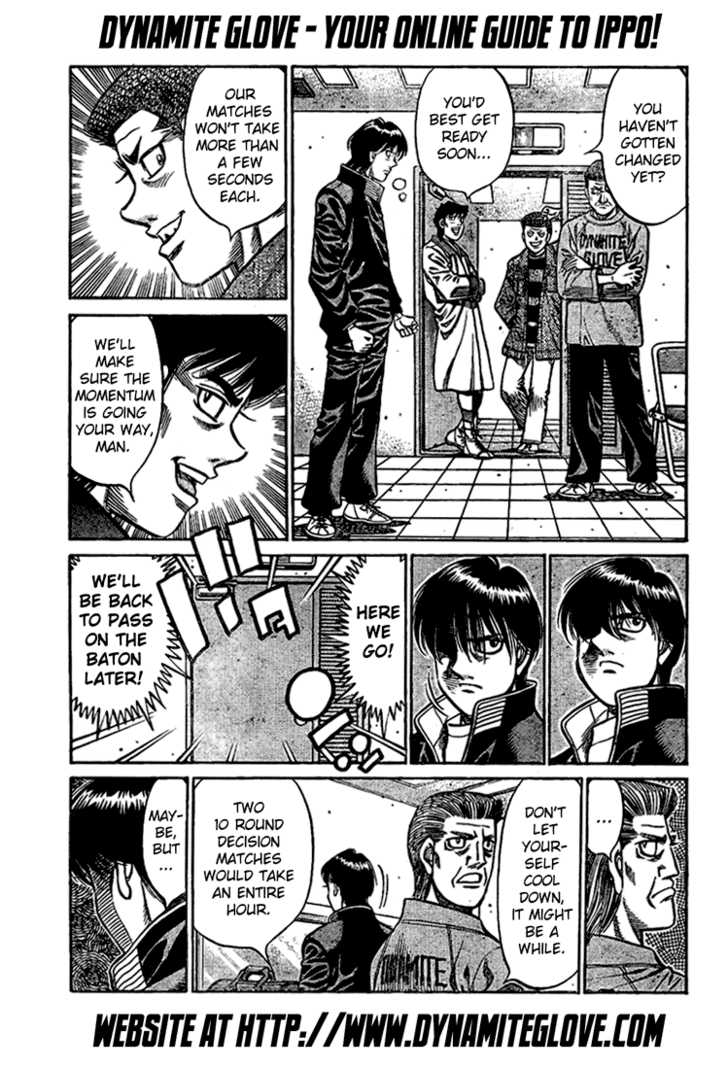 DYNAMITE GLOVE - YOUR ONLINE GUIDE TO IPPO!
YOU
HAVEN'T
GOTTEN
CHANGED
YET?
YOU'D
BEST GET
READY
SOON...
DYNAMITE
GLOVE
OUR
MATCHES
WON'T TAKE
MORE THAN
A FEW
SECONDS
EACH.
WE'LL
MAKE
SURE THE
MOMENTUM
IS GOING
YOUR WAY,
MAN.
HERE
WE
GO!
WE'LL
BE BACK
TO PASS
ON THE
BATON
LATER!
...
DON'T
LET
YOUR-
SELF
COOL
DOWN,
IT MIGHT
BE A
WHILE.
TWO
10 ROUND
DECISION
MATCHES
WOULD TAKE
AN ENTIRE
HOUR.
DYNAMITE
MAY-
BE,
BUT
...
WEBSITE AT HTTP://WWW.DYNAMITEGLOVE.COM